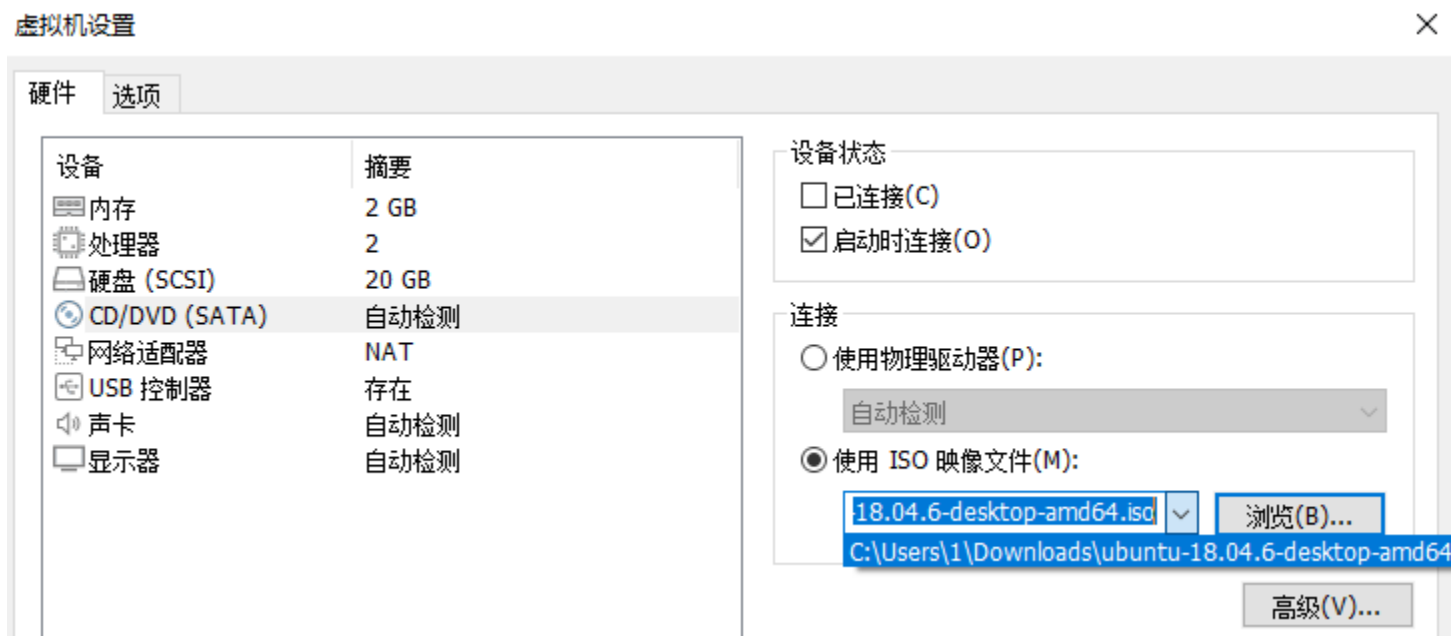 虚拟机设置
硬件 选项
设备 摘要
内存 2 GB
处理器 2
硬盘 (SCSI) 20 GB
CD/DVD (SATA) 自动检测
网络适配器 NAT
USB 控制器 存在
声卡 自动检测
显示器 自动检测
设备状态
已连接(C)
启动时连接(O)
连接
使用物理驱动器(P):
自动检测
使用 ISO 映像文件(M):
-18.04.6-desktop-amd64.iso 浏览(B)...
C:\Users\1\Downloads\ubuntu-18.04.6-desktop-amd64
高级(V)...